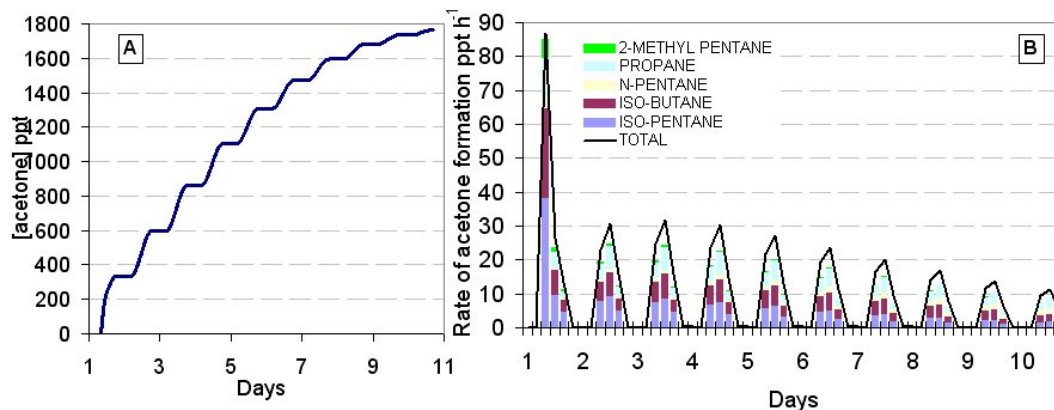 1800
1600
1400
1200
1000
800
600
400
200
0
[acetone] ppt
A
1 3 5 7 9 11
Days
90
80
70
60
50
40
30
20
10
0
Rate of acetone formation ppt h⁻¹
B
2-METHYL PENTANE
PROPANE
N-PENTANE
ISO-BUTANE
ISO-PENTANE
TOTAL
1 2 3 4 5 6 7 8 9 10
Days